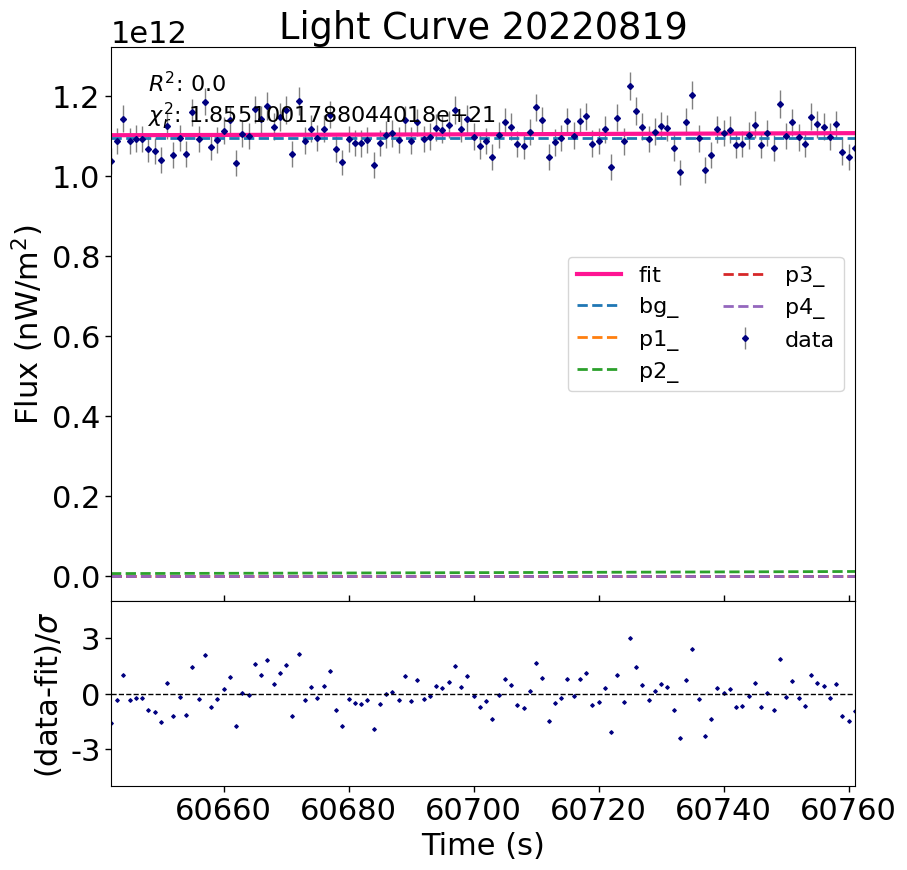 Light Curve 20220819
1e12
R²: 0.0
χ²: 1.8551001788044018e+21
1.2
1.0
0.8
0.6
0.4
0.2
0.0
Flux (nW/m²)
fit
bg_
p1_
p2_
p3_
p4_
data
3
0
-3
(data-fit)/σ
60660 60680 60700 60720 60740 60760
Time (s)